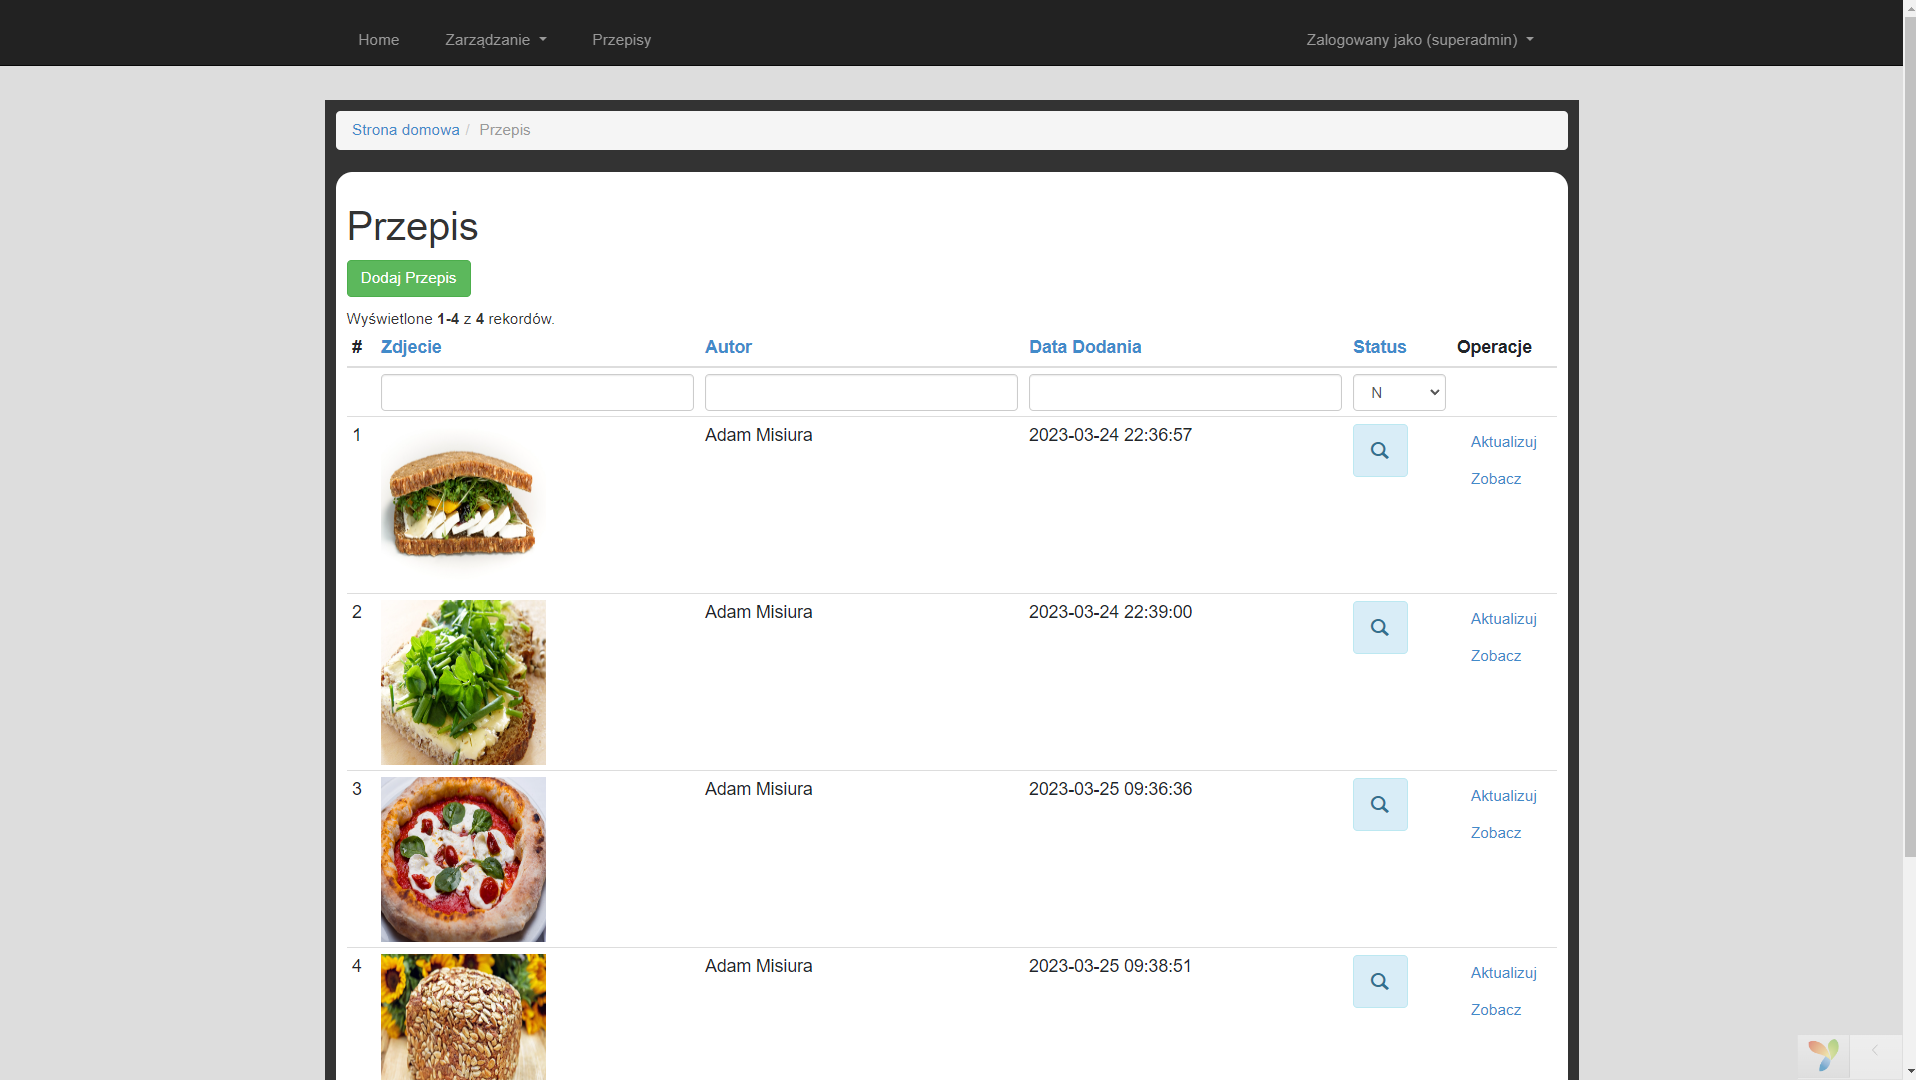 Home Zarządzanie Przepisy Zalogowany jako (superadmin)
Strona domowa / Przepis
Przepis
Dodaj Przepis
Wyświetlone 1-4 z 4 rekordów.
# Zdjecie Autor Data Dodania Status Operacje
N
1 Adam Misiura 2023-03-24 22:36:57 Aktualizuj
Zobacz
2 Adam Misiura 2023-03-24 22:39:00 Aktualizuj
Zobacz
3 Adam Misiura 2023-03-25 09:36:36 Aktualizuj
Zobacz
4 Adam Misiura 2023-03-25 09:38:51 Aktualizuj
Zobacz